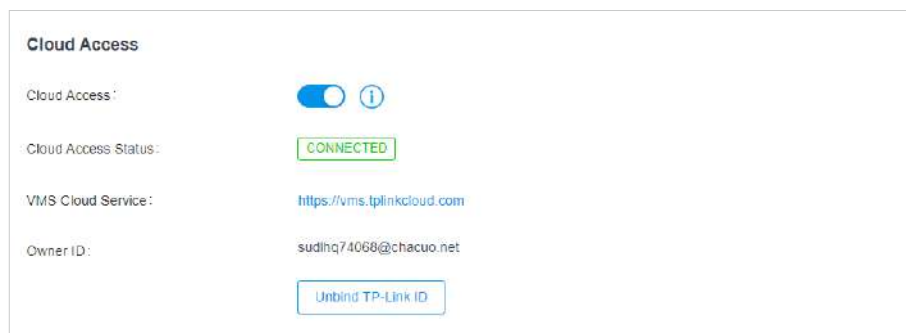 Cloud Access
Cloud Access:
Cloud Access Status:
CONNECTED
VMS Cloud Service:
https://vms.tplinkcloud.com
Owner ID:
sudihq74068@chacuo.net
Unbind TP-Link ID